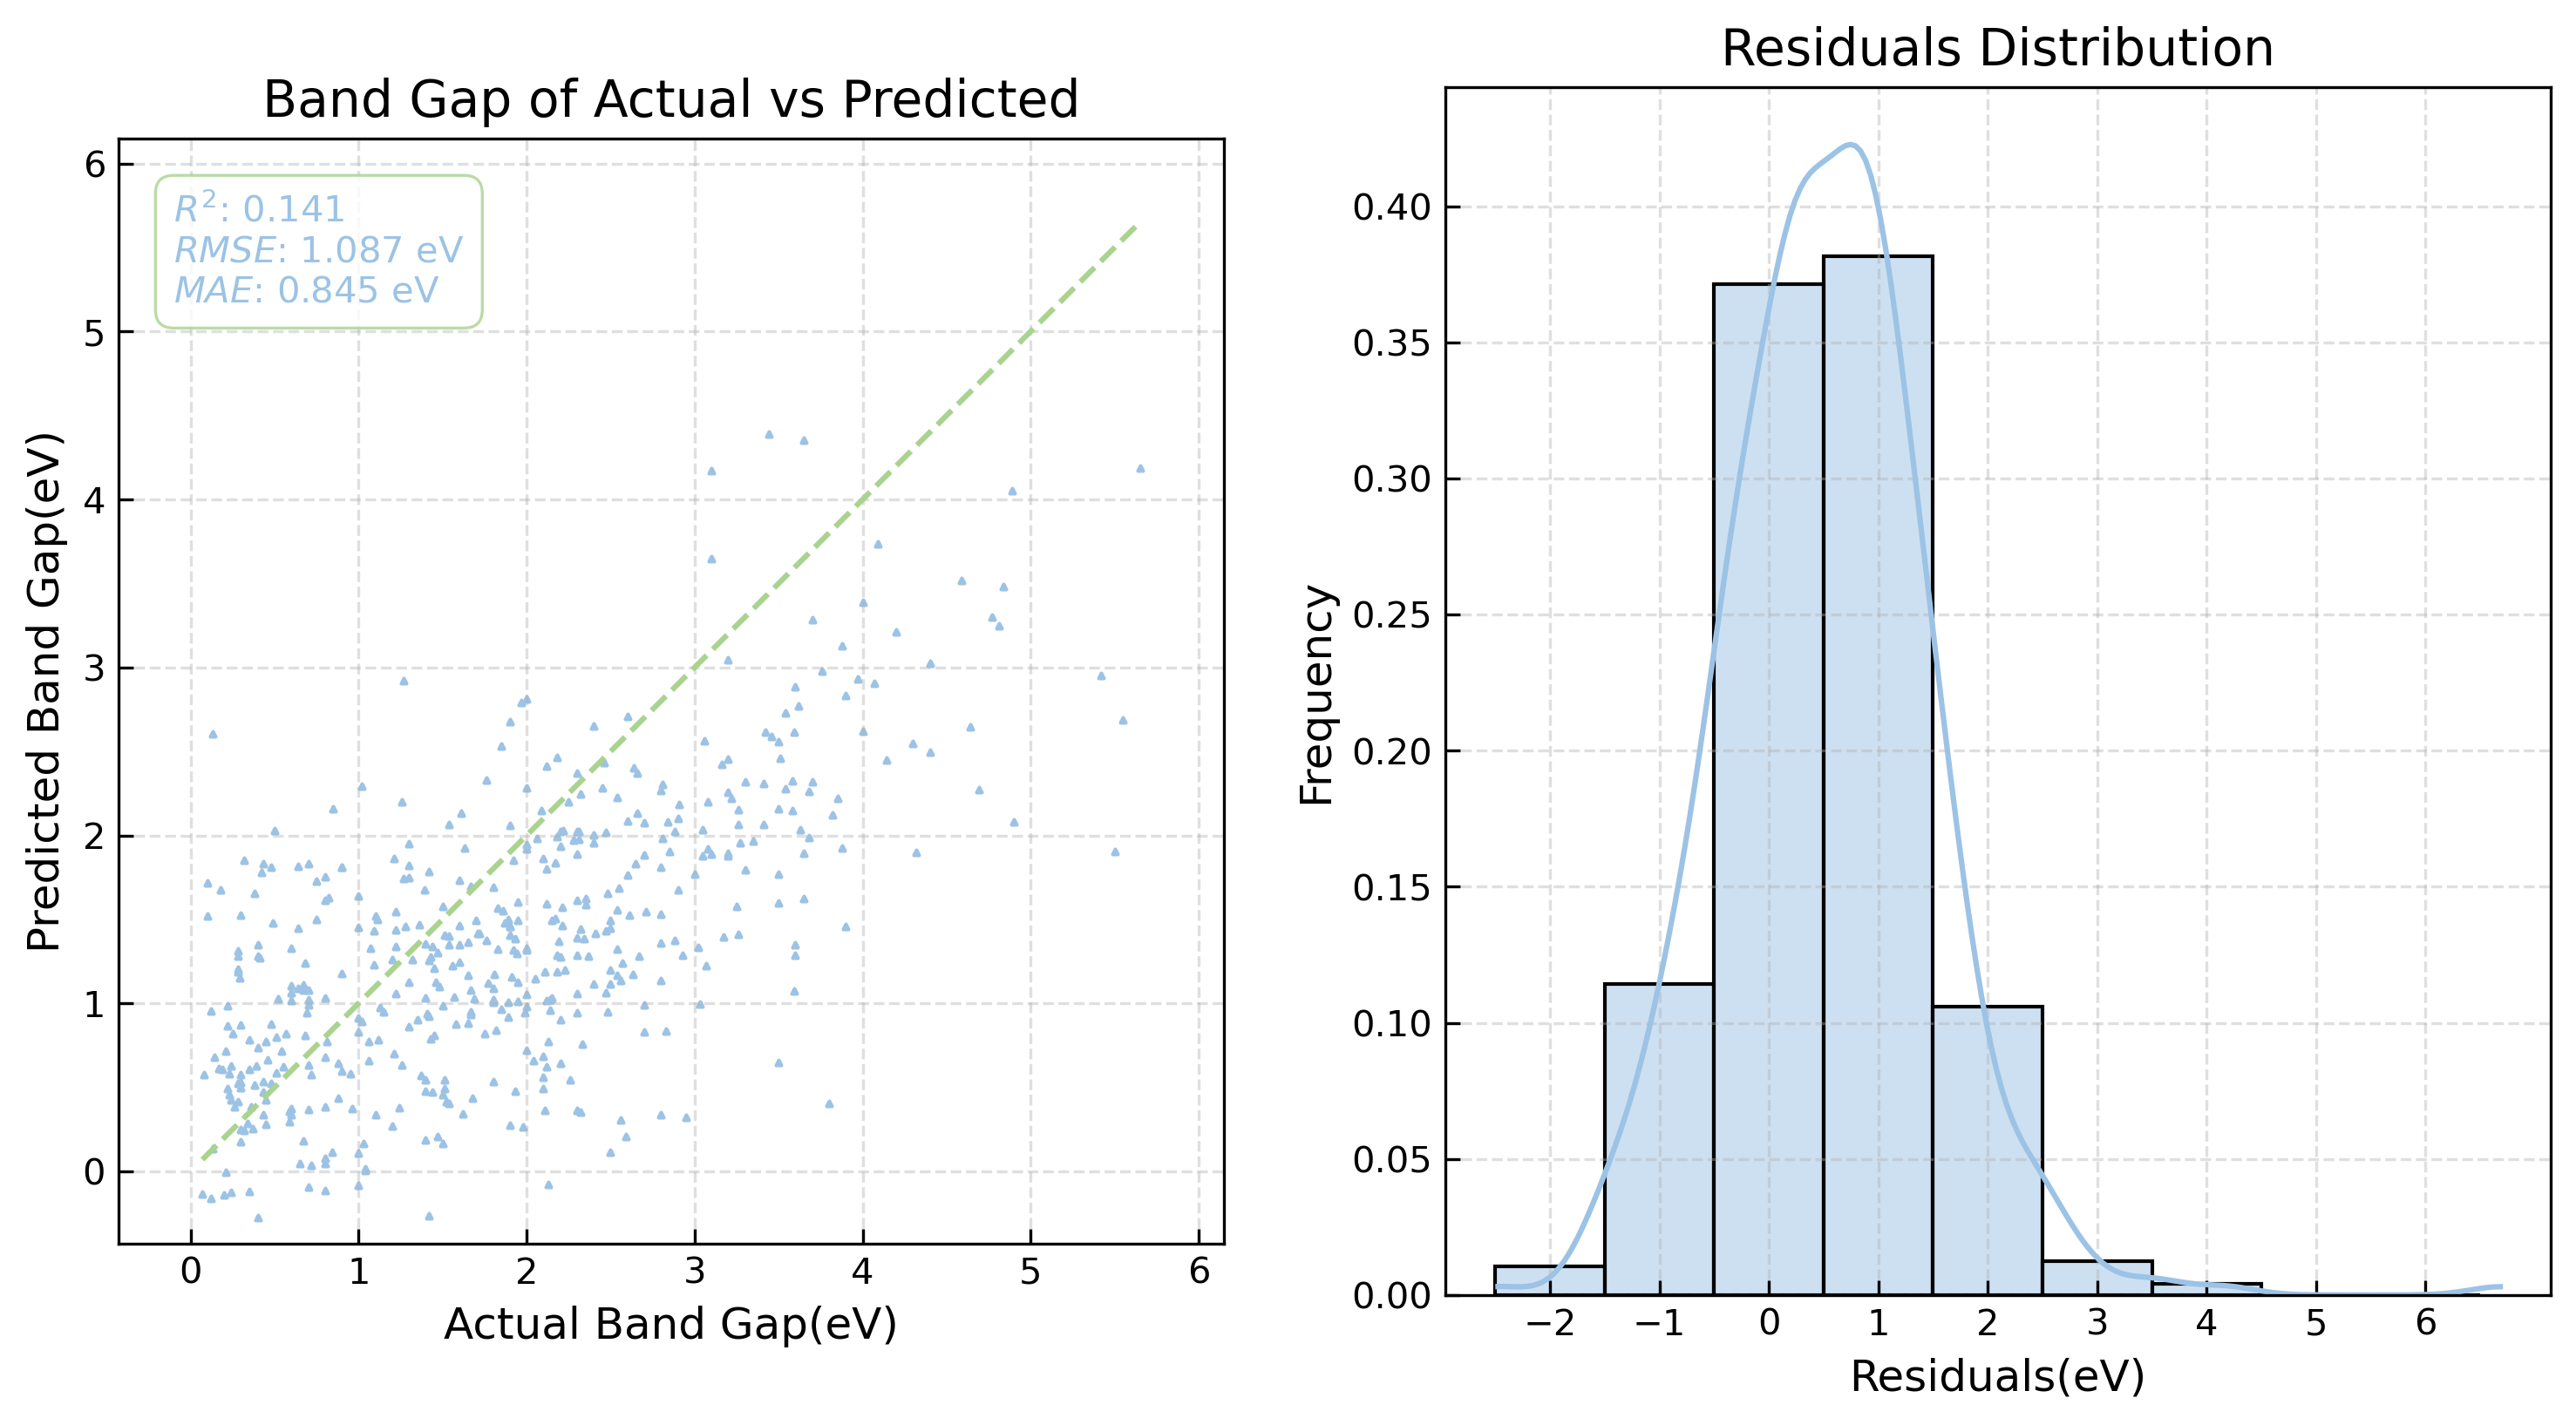 Band Gap of Actual vs Predicted
R²: 0.141
RMSE: 1.087 eV
MAE: 0.845 eV
Predicted Band Gap(eV)
6
5
4
3
2
1
0
0 1 2 3 4 5 6
Actual Band Gap(eV)
Residuals Distribution
Frequency
0.40
0.35
0.30
0.25
0.20
0.15
0.10
0.05
0.00
−2 −1 0 1 2 3 4 5 6
Residuals(eV)